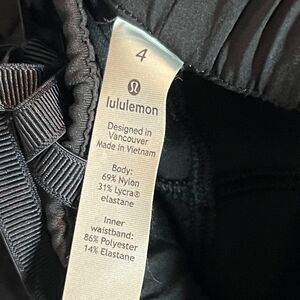 4
lululemon
Designed in
Vancouver
Made in Vietnam
Body:
69% Nylon
31% Lycra®
elastane
Inner
waistband:
86% Polyester
14% Elastane